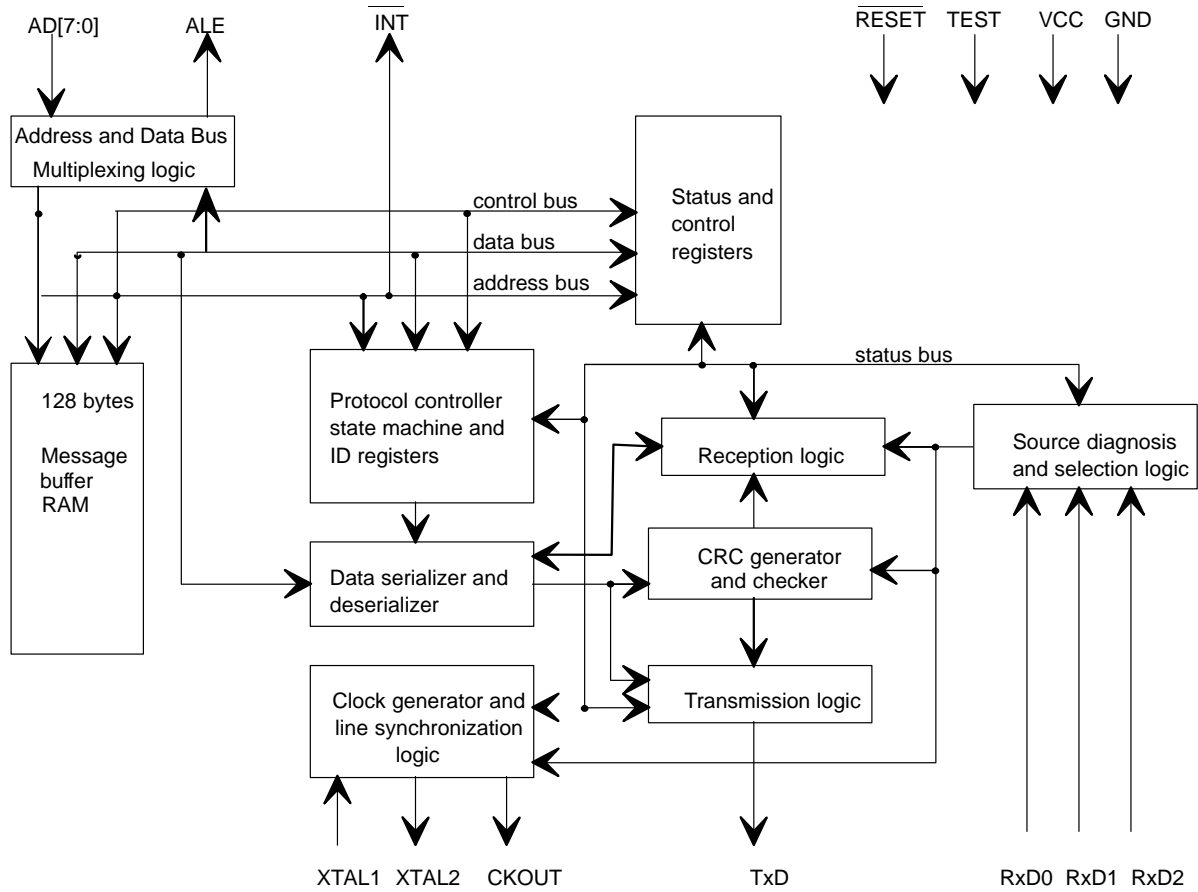 AD[7:0] ALE INT RESET TEST VCC GND
Address and Data Bus
Multiplexing logic
control bus
data bus
address bus
Status and
control
registers
128 bytes
Message
buffer
RAM
Protocol controller
state machine and
ID registers
status bus
Reception logic
Source diagnosis
and selection logic
Data serializer and
deserializer
CRC generator
and checker
Clock generator and
line synchronization
logic
Transmission logic
XTAL1 XTAL2 CKOUT TxD RxD0 RxD1 RxD2